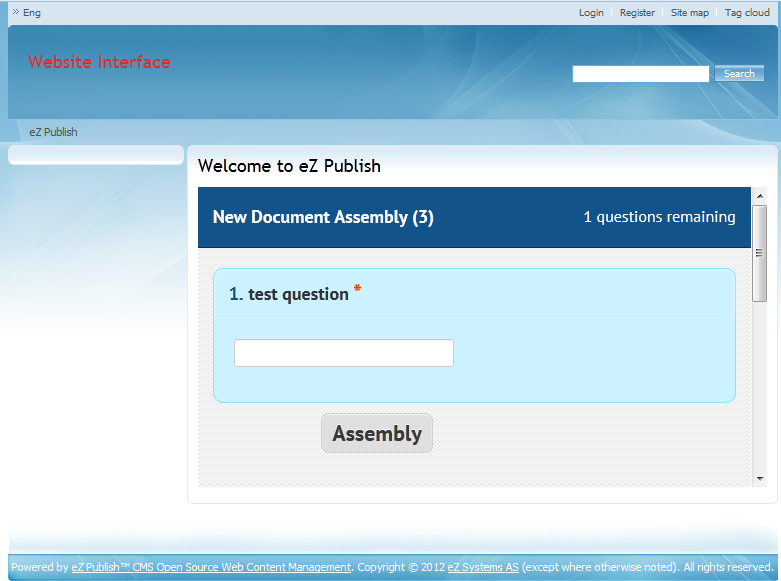 » Eng
Login Register Site map Tag cloud
Website Interface
Search
eZ Publish
Welcome to eZ Publish
New Document Assembly (3) 1 questions remaining
1. test question *
Assembly
Powered by eZ Publish™ CMS Open Source Web Content Management. Copyright © 2012 eZ Systems AS (except where otherwise noted). All rights reserved.